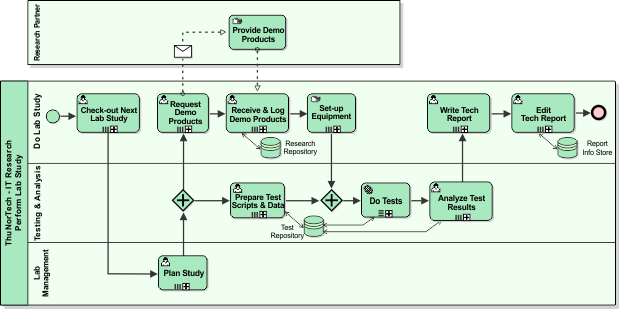 Research Partner
Provide Demo
Products
ThuNorTech - IT Research
Perform Lab Study
Do Lab Study
Check-out Next
Lab Study
Request
Demo
Products
Receive & Log
Demo Products
Set-up
Equipment
Write Tech
Report
Edit
Tech Report
Research
Repository
Report
Info Store
Testing & Analysis
Prepare Test
Scripts & Data
Do Tests
Analyze Test
Results
Test
Repository
Lab
Management
Plan Study